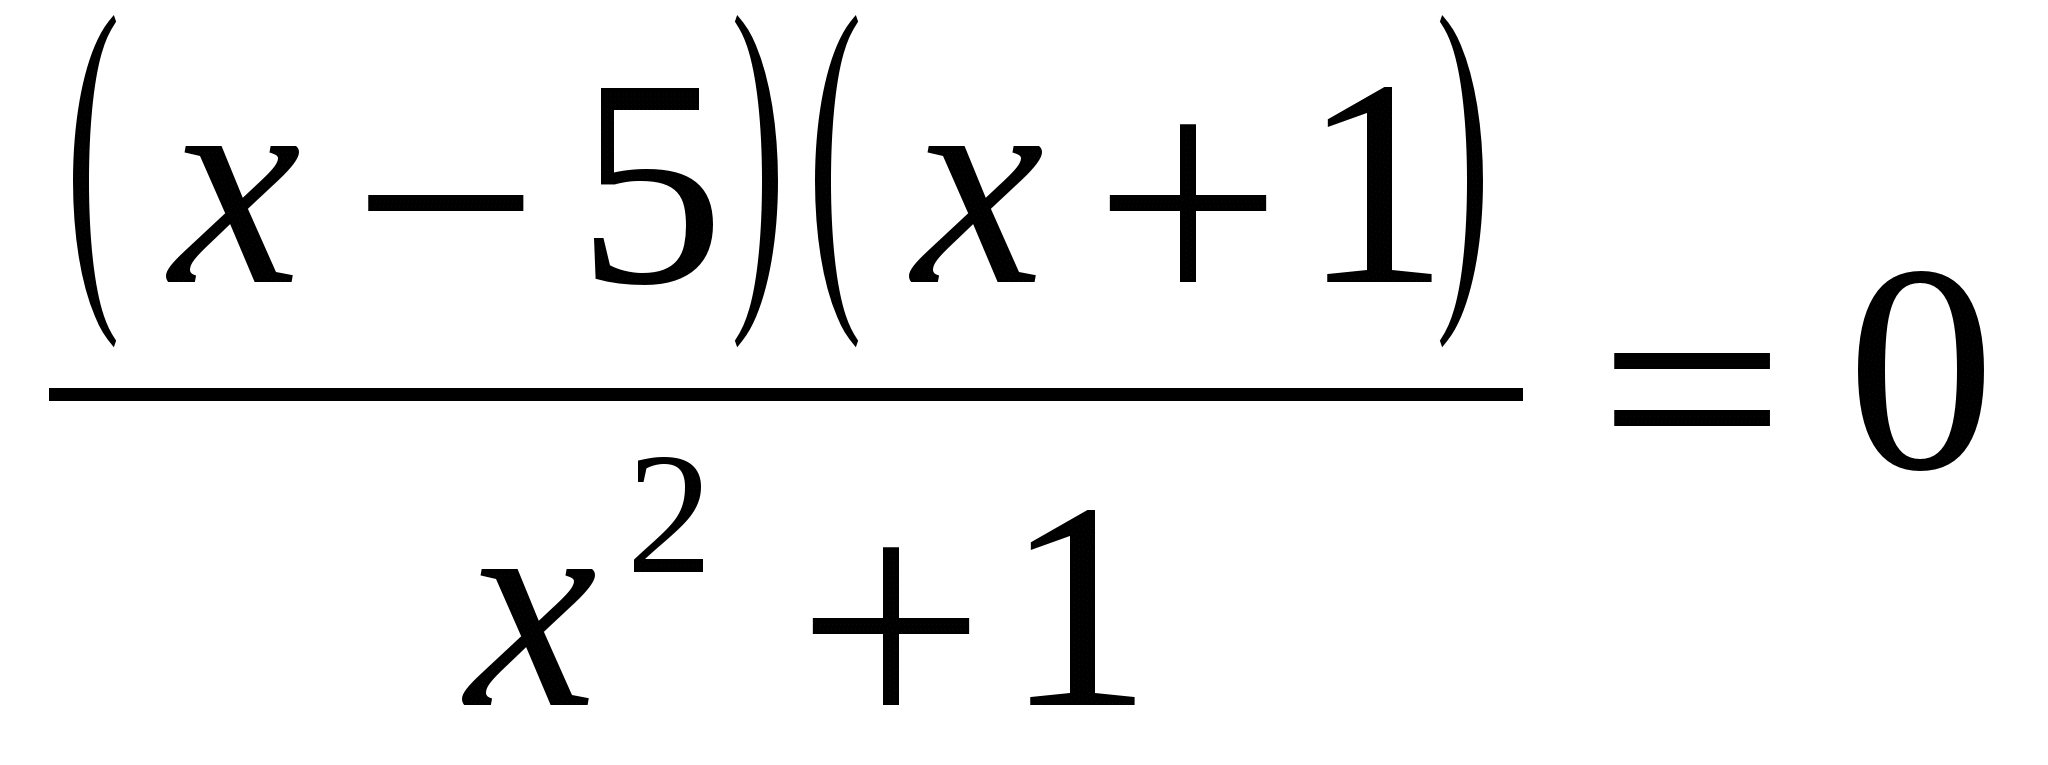 (x − 5)(x + 1)
= 0
x² + 1